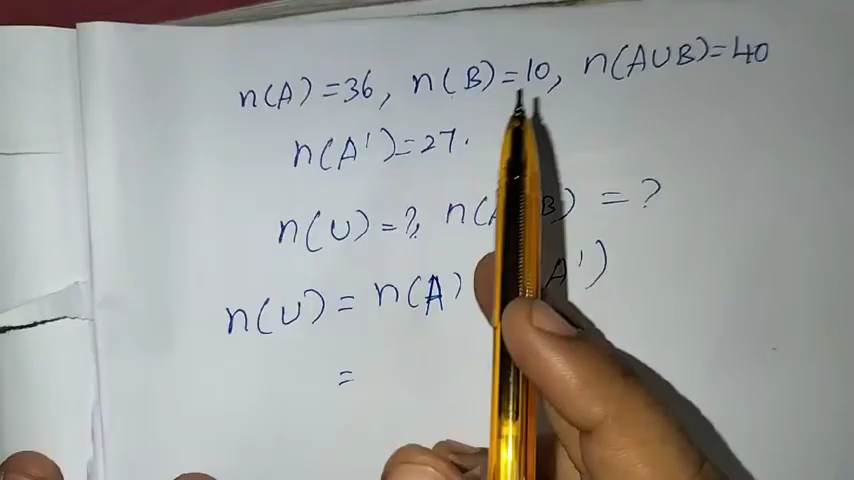 n(A) = 36, n(B) = 10, n(A∪B) = 40
n(A') = 27.
n(U) = ?, n(A B) = ?
n(U) = n(A) A')
=